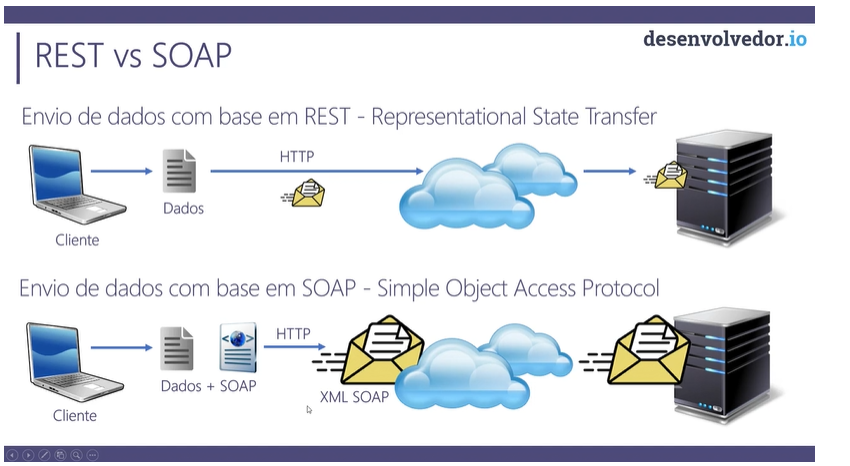 desenvolvedor.io
REST vs SOAP
Envio de dados com base em REST - Representational State Transfer
HTTP
Dados
Cliente
Envio de dados com base em SOAP - Simple Object Access Protocol
HTTP
Dados + SOAP
XML SOAP
Cliente